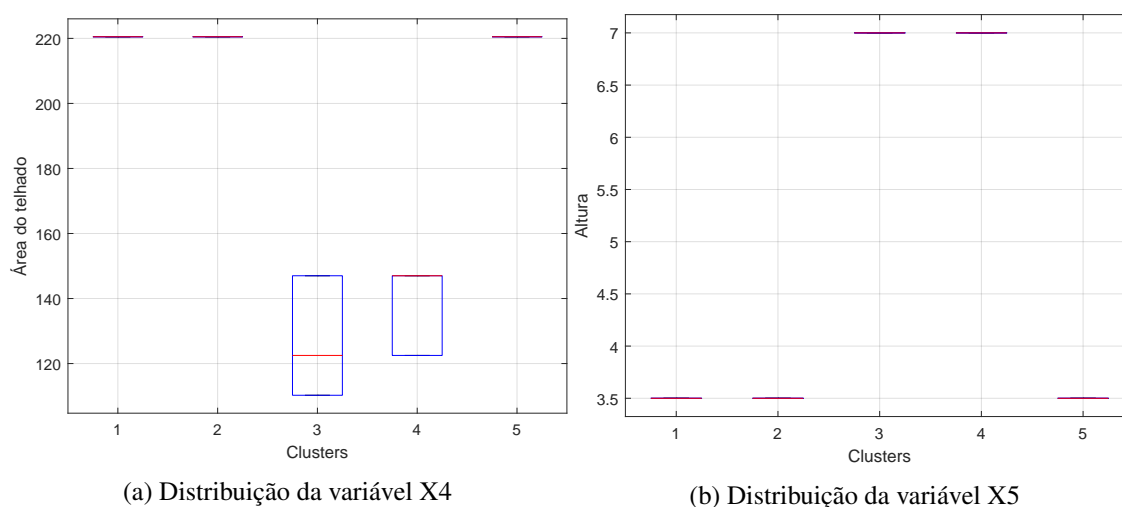 220
200
180
160
140
120
Área do telhado
1 2 3 4 5
Clusters
(a) Distribuição da variável X4
7
6.5
6
5.5
5
4.5
4
3.5
Altura
1 2 3 4 5
Clusters
(b) Distribuição da variável X5